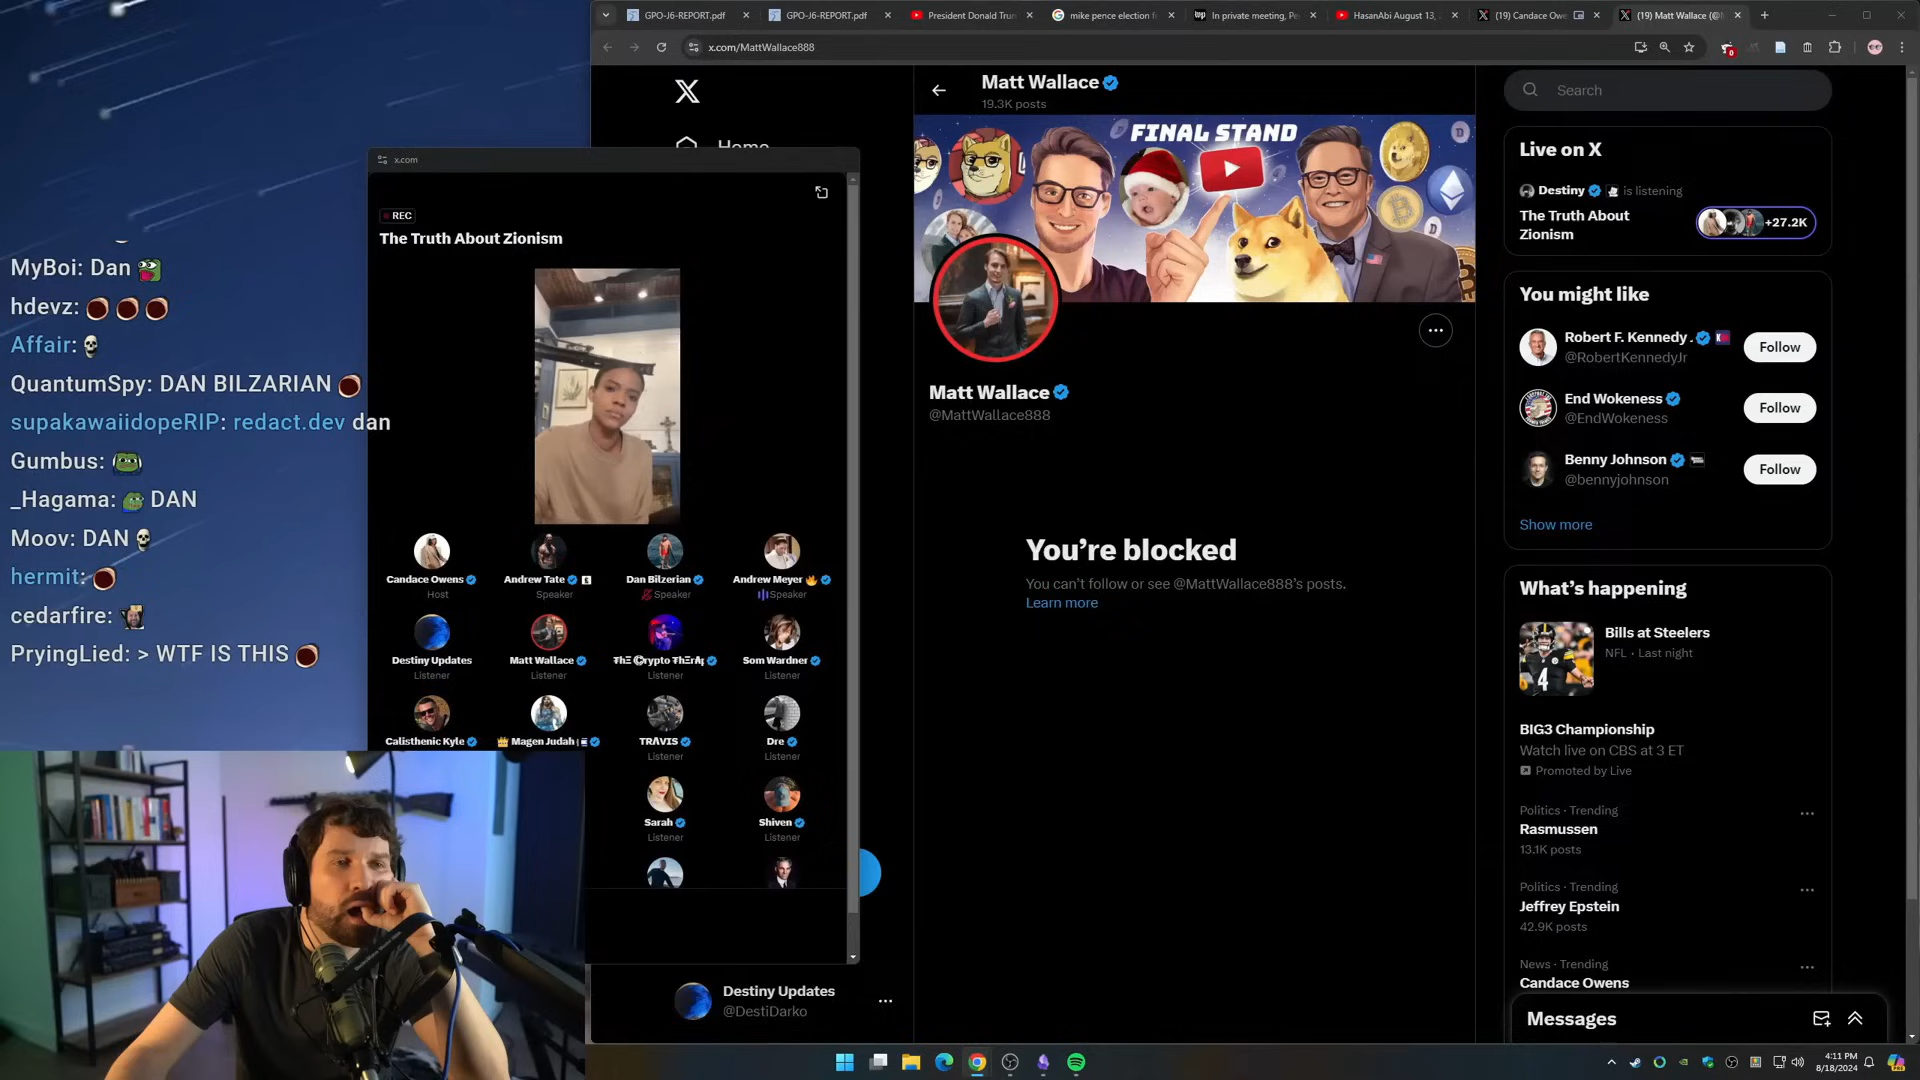 GPO-J6-REPORT.pdf
GPO-J6-REPORT.pdf
President Donald Trum
mike pence election f
In private meeting, Pe
HasanAbi August 13, 2
(19) Candace Owe
(19) Matt Wallace (@M
x.com/MattWallace888
0
Matt Wallace
19.3K posts
Home
FINAL STAND
Matt Wallace
@MattWallace888
You’re blocked
You can’t follow or see @MattWallace888’s posts.
Learn more
x.com
REC
The Truth About Zionism
Candace Owens
Host
Andrew Tate
Speaker
Dan Bilzerian
Speaker
Andrew Meyer
Speaker
Destiny Updates
Listener
Matt Wallace
Listener
Listener
Som Wardner
Listener
Calisthenic Kyle
Magen Judah
TRΛVIS
Listener
Dre
Listener
Sarah
Listener
Shiven
Listener
Destiny Updates
@DestiDarko
Search
Live on X
Destiny is listening
The Truth About
Zionism
+27.2K
You might like
Robert F. Kennedy .
@RobertKennedyJr
Follow
End Wokeness
@EndWokeness
Follow
Benny Johnson
@bennyjohnson
Follow
Show more
What’s happening
Bills at Steelers
NFL · Last night
BIG3 Championship
Watch live on CBS at 3 ET
Promoted by Live
Politics · Trending
Rasmussen
13.1K posts
Politics · Trending
Jeffrey Epstein
42.9K posts
News · Trending
Candace Owens
Messages
MyBoi: Dan
hdevz:
Affair:
QuantumSpy: DAN BILZARIAN
supakawaiidopeRIP: redact.dev dan
Gumbus:
_Hagama: DAN
Moov: DAN
hermit:
cedarfire:
PryingLied: > WTF IS THIS
4:11 PM
8/18/2024